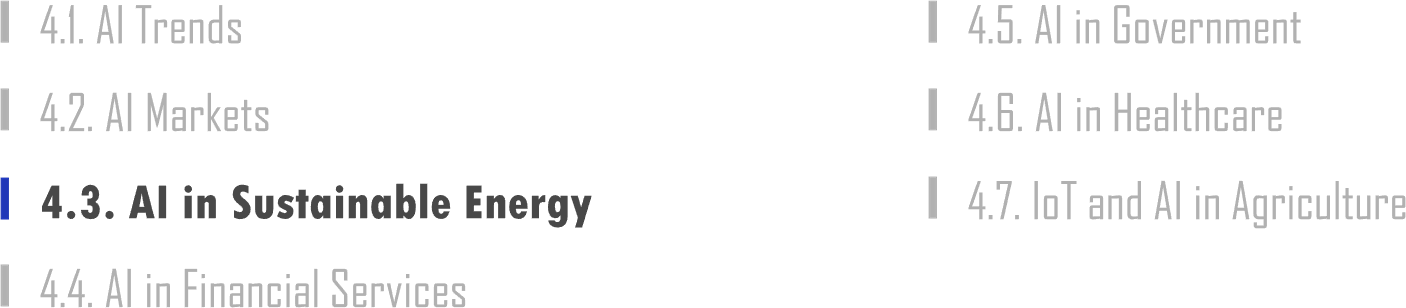 4.1. AI Trends
4.2. AI Markets
4.3. AI in Sustainable Energy
4.4. AI in Financial Services
4.5. AI in Government
4.6. AI in Healthcare
4.7. IoT and AI in Agriculture